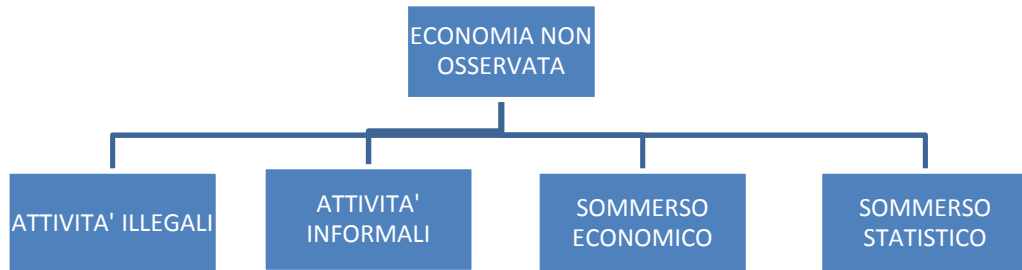 ECONOMIA NON
OSSERVATA
ATTIVITA' ILLEGALI
ATTIVITA'
INFORMALI
SOMMERSO
ECONOMICO
SOMMERSO
STATISTICO